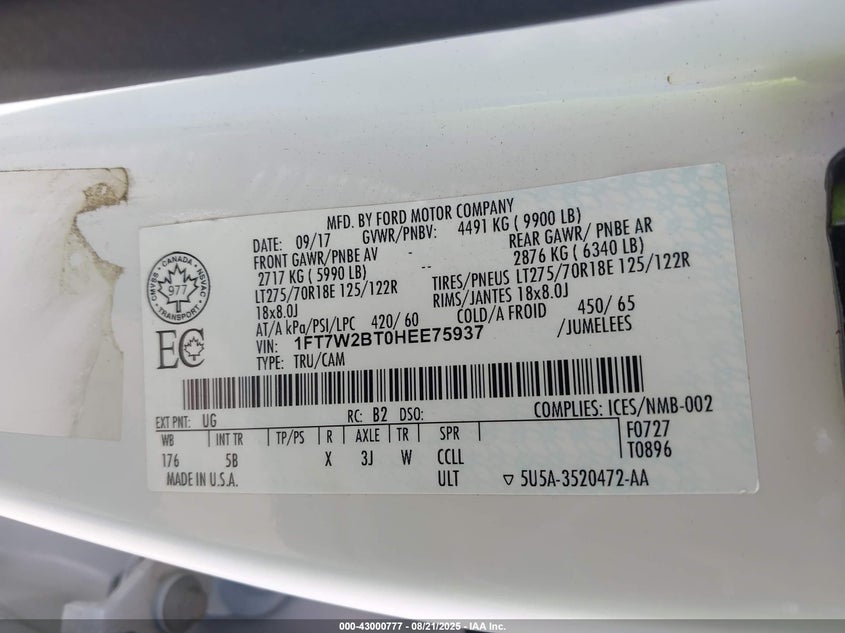 MFD. BY FORD MOTOR COMPANY
DATE: 09/17 GVWR/PNBV: 4491 KG ( 9900 LB)
FRONT GAWR/PNBE AV - REAR GAWR/ PNBE AR
2717 KG ( 5990 LB) -- 2876 KG ( 6340 LB)
LT275/70R18E 125/122R TIRES/PNEUS LT275/70R18E 125/122R
18x8.0J RIMS/JANTES 18x8.0J
AT/A kPa/PSI/LPC 420/ 60 COLD/A FROID 450/ 65
VIN: 1FT7W2BT0HEE75937 /JUMELEES
TYPE: TRU/CAM
CANADA
CMVSS NSVAC
977
TRANSPORT
EC
EXT PNT: UG RC: B2 DSO: COMPLIES: ICES/NMB-002
WB INT TR TP/PS R AXLE TR SPR F0727
176 5B X 3J W CCLL T0896
MADE IN U.S.A. ULT ▽ 5U5A-3520472-AA
000-43000777 - 08/21/2025 - IAA Inc.